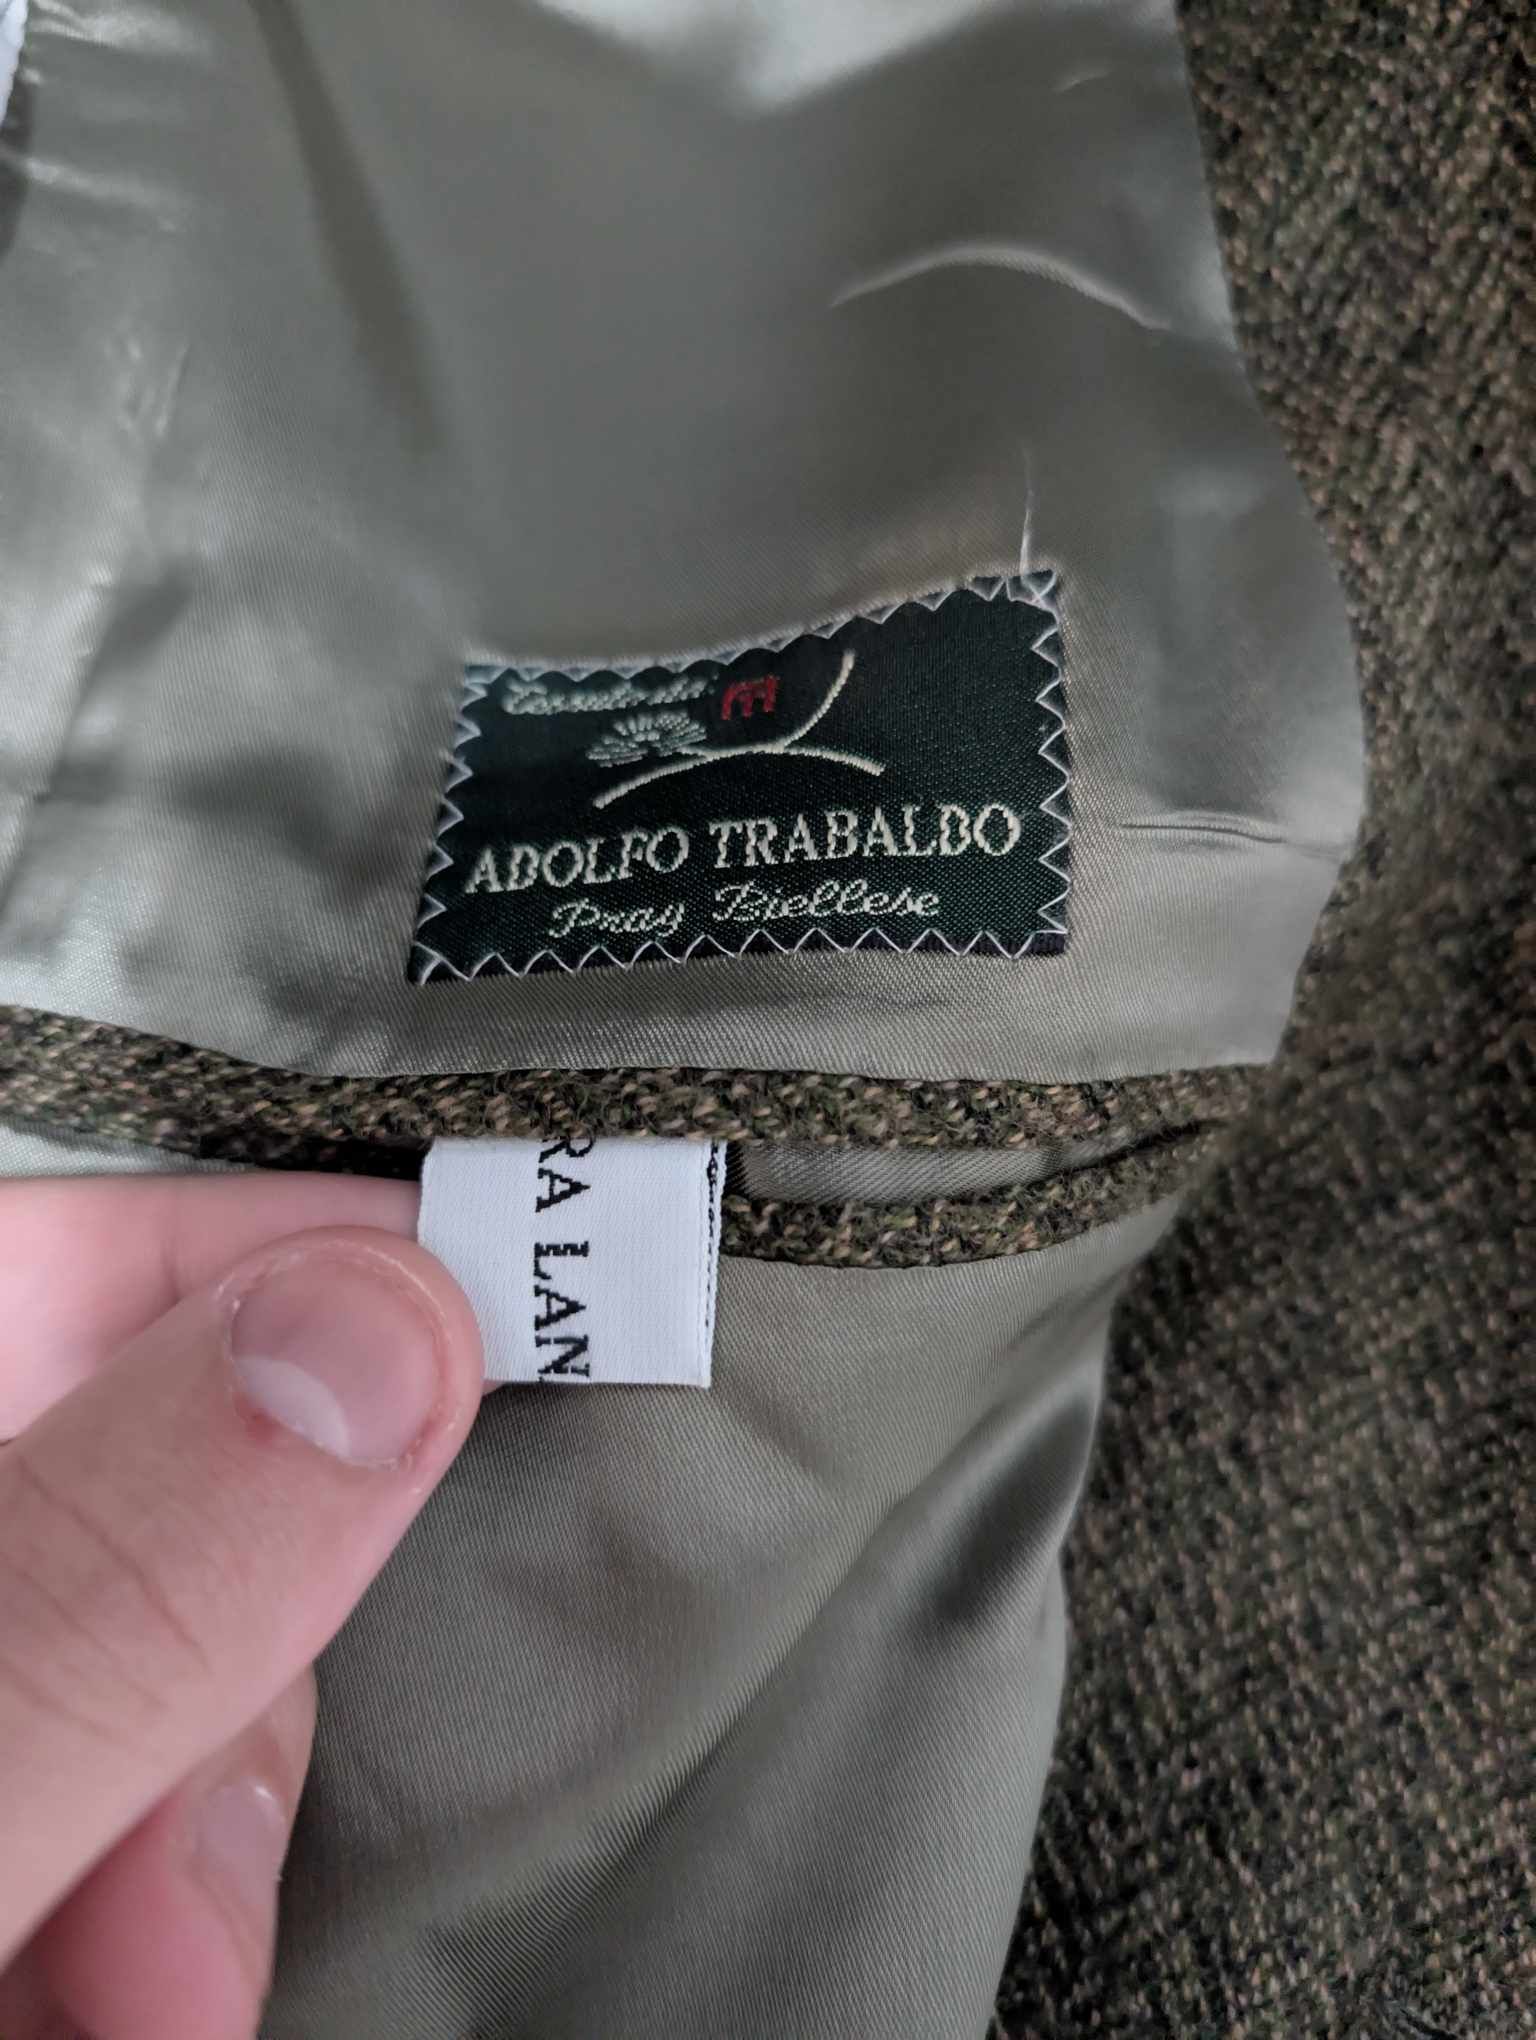 ADOLFO TRABALDO
Pray Biellese
RA LAN